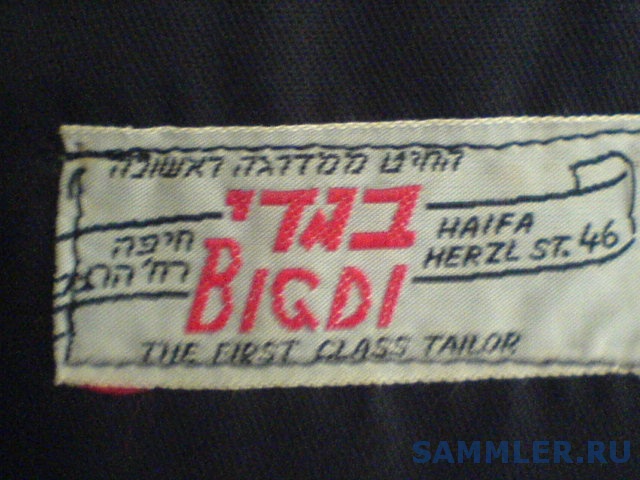 החיט ממדרגה ראשונה
בגדי
חיפה
רח'
BIGDI
HAIFA
HERZL ST. 46
THE FIRST CLASS TAILOR
SAMMLER.RU